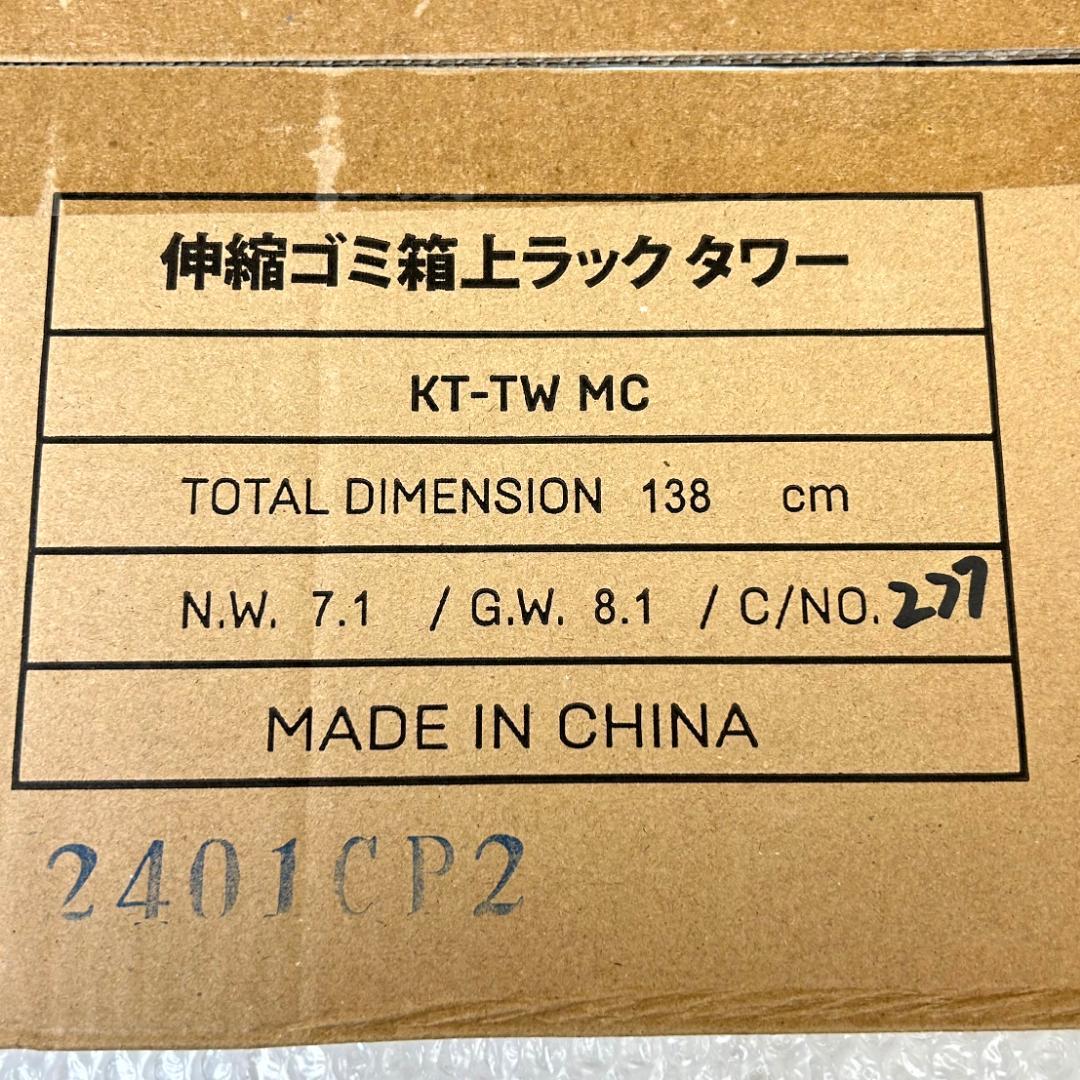 伸縮ゴミ箱上ラック タワー
KT-TW MC
TOTAL DIMENSION 138 cm
N.W. 7.1 / G.W. 8.1 / C/NO. 277
MADE IN CHINA
2401CP2